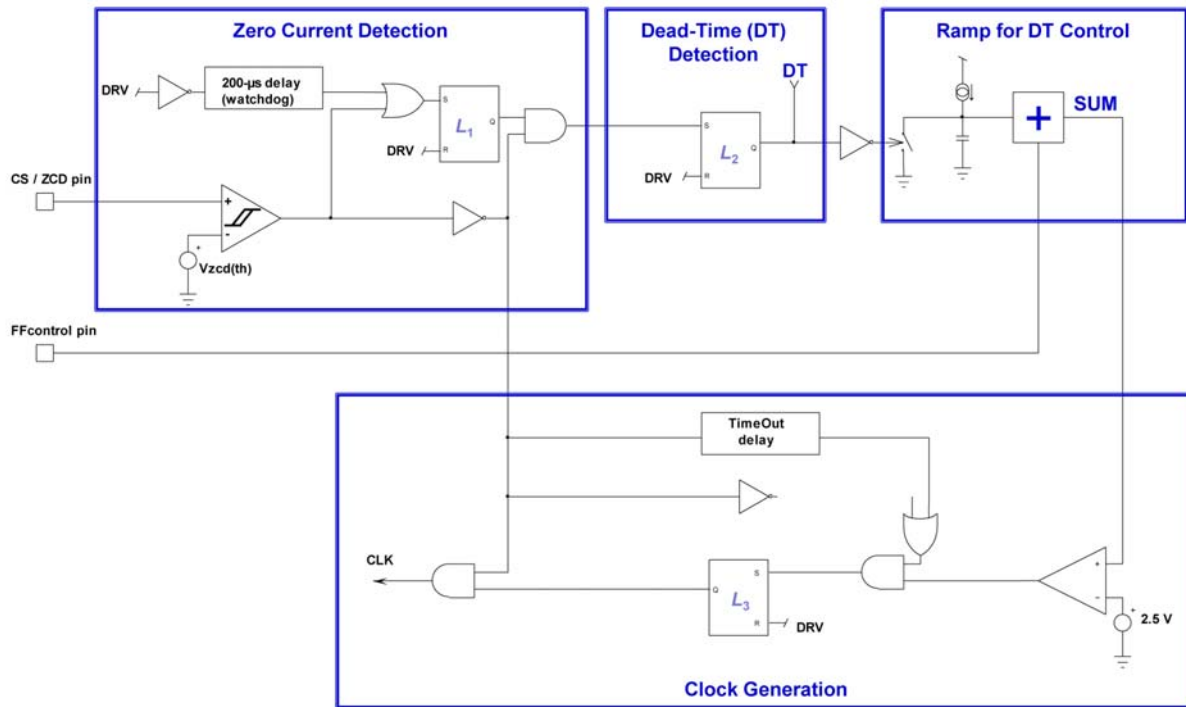 Zero Current Detection
Dead-Time (DT)
Detection
Ramp for DT Control
DRV
200-µs delay
(watchdog)
S
L1
Q
R
DRV
DT
S
L2
Q
R
DRV
+
SUM
CS / ZCD pin
+
-
+
Vzcd(th)
FFcontrol pin
TimeOut
delay
CLK
Q
L3
S
R
DRV
+
-
+
2.5 V
Clock Generation